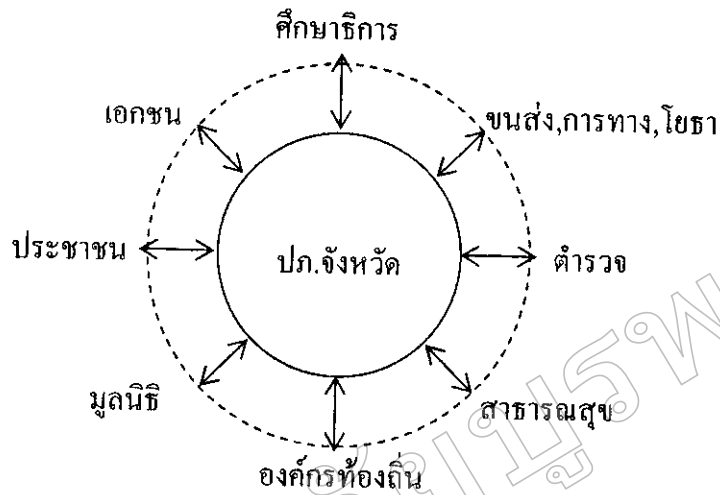 ศึกษาธิการ
เอกชน
ขนส่ง,การทาง,โยธา
ประชาชน
ปภ.จังหวัด
ตำรวจ
มูลนิธิ
สาธารณสุข
องค์กรท้องถิ่น